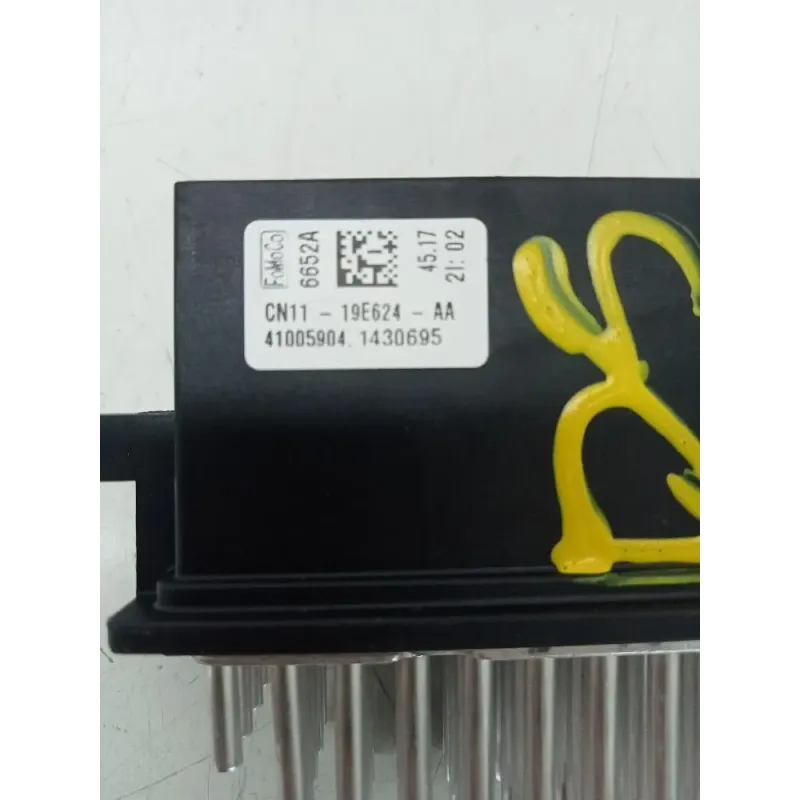 FoMoCo
6652A
45.17
21:02
CN11 - 19E624 - AA
41005904. 1430695